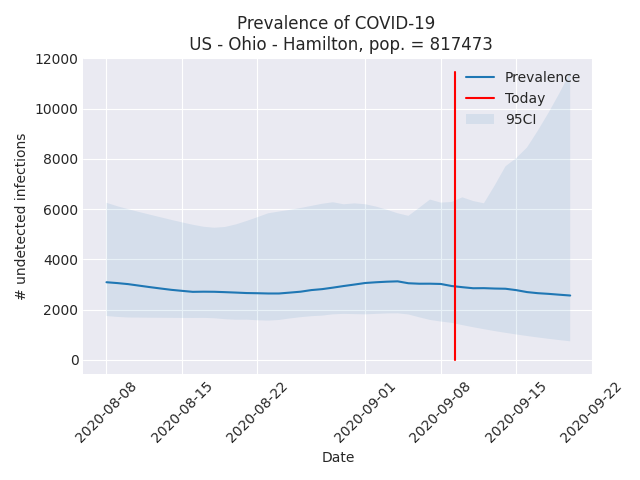 Prevalence of COVID-19
US - Ohio - Hamilton, pop. = 817473
12000
10000
8000
6000
4000
2000
0
# undetected infections
Prevalence
Today
95CI
2020-08-08
2020-08-15
2020-08-22
2020-09-01
2020-09-08
2020-09-15
2020-09-22
Date